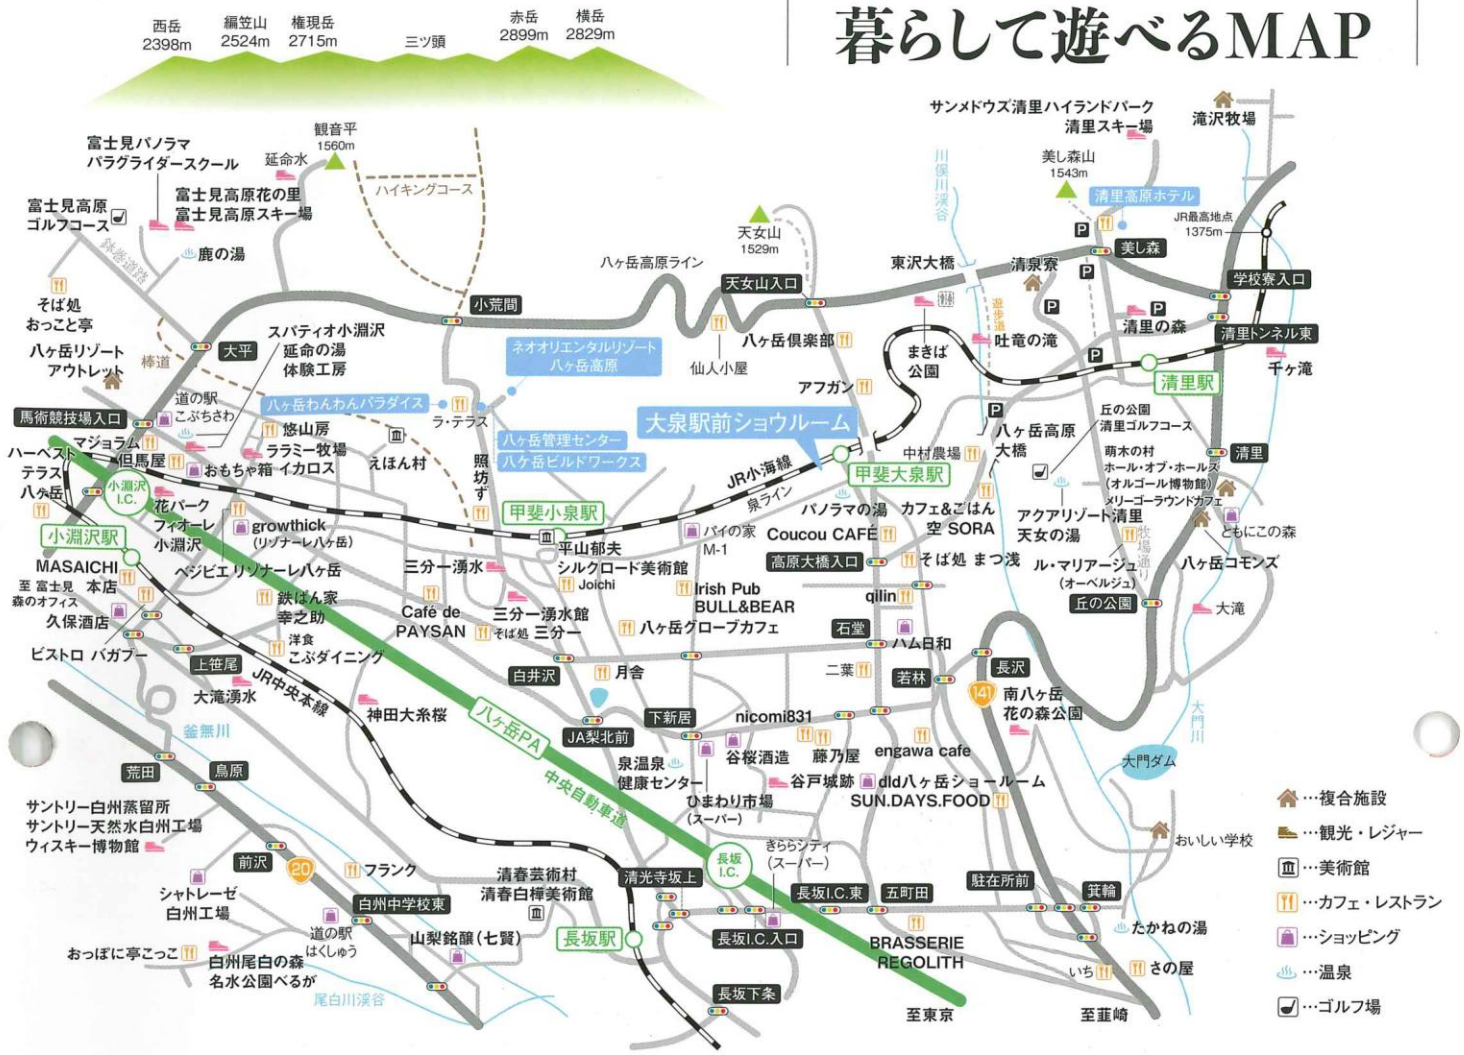 暮らして遊べるMAP
西岳
2398m
編笠山
2524m
権現岳
2715m
三ツ頭
赤岳
2899m
横岳
2829m
富士見パノラマ
パラグライダースクール
観音平
1560m
延命水
ハイキングコース
富士見高原花の里
富士見高原スキー場
富士見高原
ゴルフコース
鉢巻道路
鹿の湯
そば処
おっこと亭
八ヶ岳リゾート
アウトレット
棒道
大平
小荒間
スパティオ小淵沢
延命の湯
体験工房
サンメドウズ清里ハイランドパーク
清里スキー場
滝沢牧場
川俣川渓谷
美し森山
1543m
清里高原ホテル
JR最高地点
1375m
天女山
1529m
八ヶ岳高原ライン
天女山入口
東沢大橋
清泉寮
美し森
P
P
P
P
P
P
学校寮入口
清里トンネル東
清里の森
千ヶ滝
遊歩道
吐竜の滝
八ヶ岳倶楽部
まきば
公園
仙人小屋
アフガン
清里駅
ネオオリエンタルリゾート
八ヶ岳高原
八ヶ岳わんわんパラダイス
ラ・テラス
八ヶ岳管理センター
八ケ岳ビルドワークス
大泉駅前ショウルーム
馬術競技場入口
道の駅
こぶちさわ
悠山房
ララミー牧場
マジョラム
但馬屋
おもちゃ箱 イカロス
えほん村
照坊ず
ハーベスト
テラス
八ヶ岳
小淵沢
I.C.
花パーク
フィオーレ
小淵沢
growthick
(リゾナーレ八ヶ岳)
小淵沢駅
ベジビエ リゾナーレ八ヶ岳
MASAICHI
本店
至 富士見
森のオフィス
久保酒店
ビストロ バガブー
鉄ぱん家
幸之助
洋食
こぶダイニング
上笹尾
大滝湧水
JR中央本線
神田大糸桜
甲斐小泉駅
JR小海線
泉ライン
平山郁夫
シルクロード美術館
Joichi
パイの家
M-1
三分一湧水
三分一湧水館
そば処 三分一
Café de
PAYSAN
Irish Pub
BULL&BEAR
八ヶ岳グローブカフェ
中村農場
甲斐大泉駅
パノラマの湯
Coucou CAFÉ
高原大橋入口
カフェ&ごはん
空 SORA
そば処 まつ浅
八ヶ岳高原
大橋
丘の公園
清里ゴルフコース
清里
萌木の村
ホール・オブ・ホールズ
(オルゴール博物館)
メリーゴーラウンドカフェ
アクアリゾート清里
天女の湯
牧場通り
ル・マリアージュ
(オーベルジュ)
ともにこの森
八ヶ岳コモンズ
丘の公園
大滝
qilin
石堂
ハム日和
二葉
若林
長沢
141
南八ヶ岳
花の森公園
大門川
大門ダム
白井沢
月舎
八ヶ岳PA
JA梨北前
下新居
nicomi831
谷桜酒造
藤乃屋
engawa cafe
泉温泉
健康センター
ひまわり市場
(スーパー)
谷戸城跡
dld八ヶ岳ショールーム
SUN.DAYS.FOOD
中央自動車道
釜無川
荒田
鳥原
サントリー白州蒸留所
サントリー天然水白州工場
ウィスキー博物館
前沢
20
フランク
シャトレーゼ
白州工場
白州中学校東
道の駅
はくしゅう
おっぽに亭こっこ
白州尾白の森
名水公園べるが
尾白川渓谷
山梨銘醸(七賢)
清春芸術村
清春白樺美術館
清光寺坂上
長坂駅
長坂
I.C.
きららシティ
(スーパー)
長坂I.C.東
長坂I.C.入口
五町田
長坂下条
BRASSERIE
REGOLITH
至東京
駐在所前
箕輪
おいしい学校
たかねの湯
いち
さの屋
至韮崎
…複合施設
…観光・レジャー
…美術館
…カフェ・レストラン
…ショッピング
…温泉
…ゴルフ場